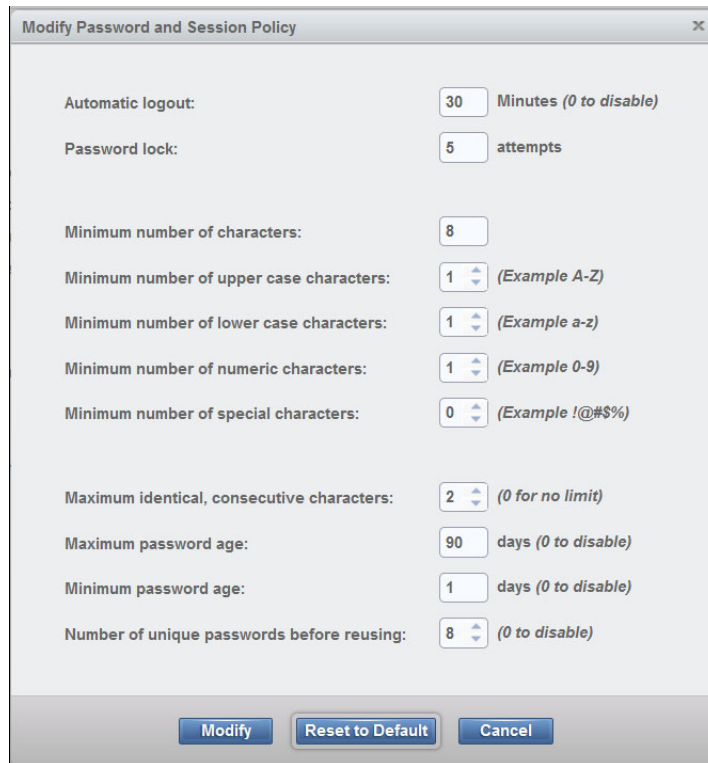 Modify Password and Session Policy x
Automatic logout: 30 Minutes (0 to disable)
Password lock: 5 attempts
Minimum number of characters: 8
Minimum number of upper case characters: 1 (Example A-Z)
Minimum number of lower case characters: 1 (Example a-z)
Minimum number of numeric characters: 1 (Example 0-9)
Minimum number of special characters: 0 (Example !@#$%)
Maximum identical, consecutive characters: 2 (0 for no limit)
Maximum password age: 90 days (0 to disable)
Minimum password age: 1 days (0 to disable)
Number of unique passwords before reusing: 8 (0 to disable)
Modify Reset to Default Cancel